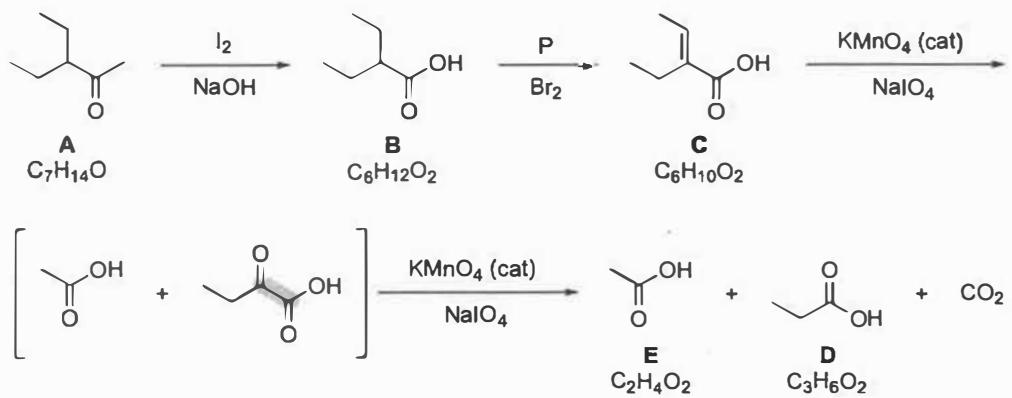 I₂
NaOH
P
Br₂
KMnO₄ (cat)
NaIO₄
O
OH
O
OH
O
OH
O
A
B
C
C₇H₁₄O
C₆H₁₂O₂
C₆H₁₀O₂
OH
O
+
O
OH
O
KMnO₄ (cat)
NaIO₄
OH
O
+
O
OH
+
CO₂
E
D
C₂H₄O₂
C₃H₆O₂